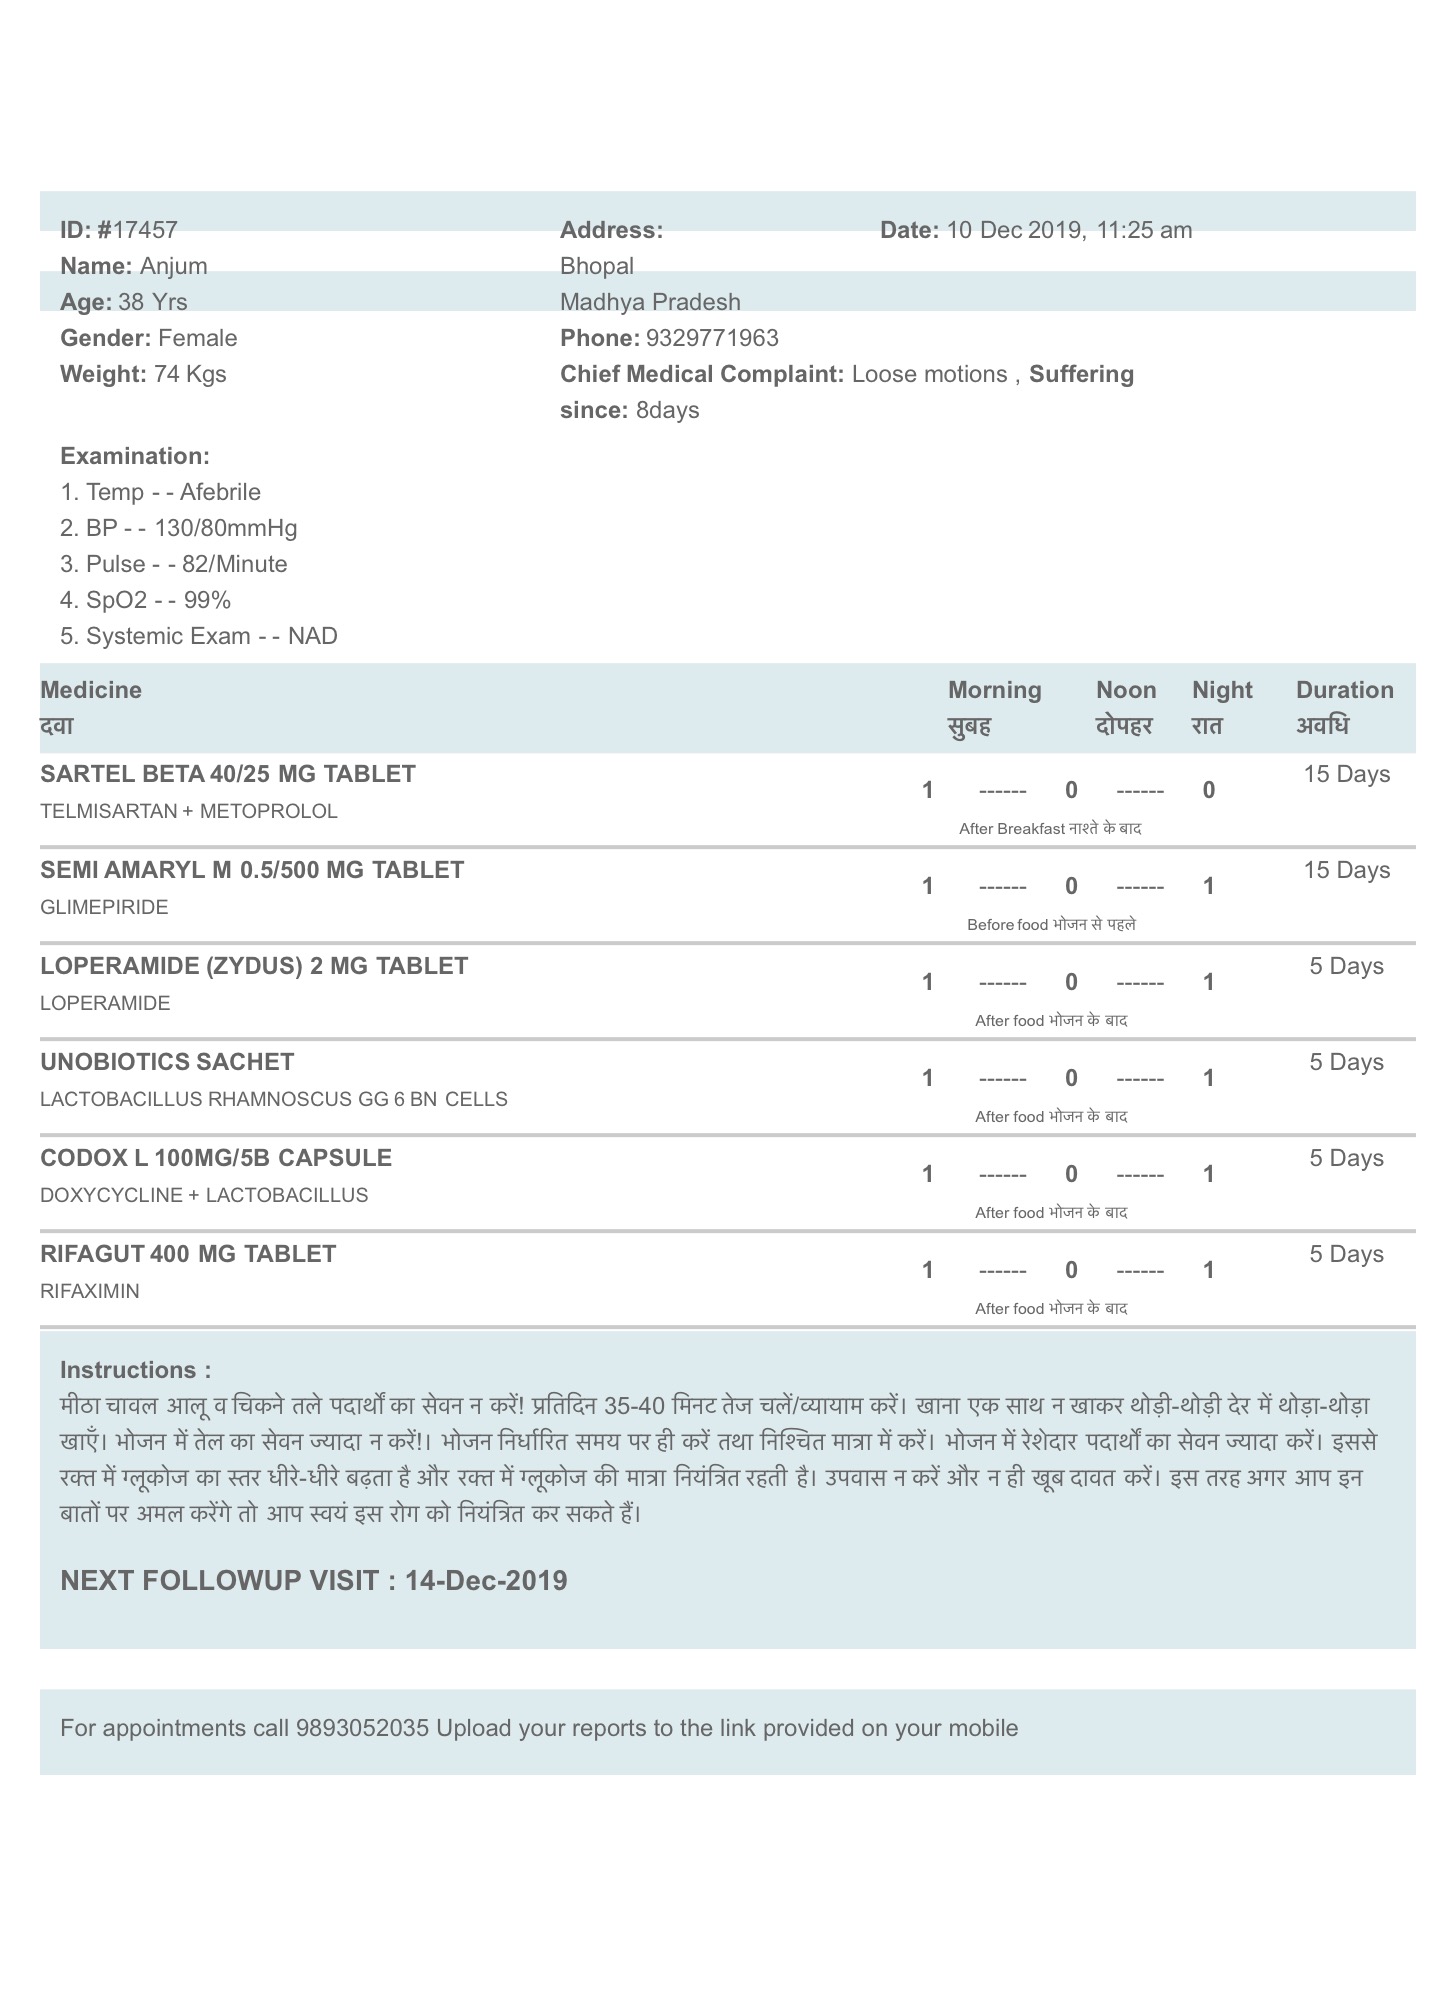 ID: #17457 Address: Date: 10 Dec 2019, 11:25 am
Name: Anjum Bhopal
Age: 38 Yrs Madhya Pradesh
Gender: Female Phone: 9329771963
Weight: 74 Kgs Chief Medical Complaint: Loose motions , Suffering
since: 8days
Examination:
1. Temp - - Afebrile
2. BP - - 130/80mmHg
3. Pulse - - 82/Minute
4. SpO2 - - 99%
5. Systemic Exam - - NAD
Medicine Morning Noon Night Duration
दवा सुबह दोपहर रात अवधि
SARTEL BETA 40/25 MG TABLET 15 Days
1 ------ 0 ------ 0
TELMISARTAN + METOPROLOL
After Breakfast नाश्ते के बाद
SEMI AMARYL M 0.5/500 MG TABLET 15 Days
1 ------ 0 ------ 1
GLIMEPIRIDE
Before food भोजन से पहले
LOPERAMIDE (ZYDUS) 2 MG TABLET 5 Days
1 ------ 0 ------ 1
LOPERAMIDE
After food भोजन के बाद
UNOBIOTICS SACHET 5 Days
1 ------ 0 ------ 1
LACTOBACILLUS RHAMNOSCUS GG 6 BN CELLS
After food भोजन के बाद
CODOX L 100MG/5B CAPSULE 5 Days
1 ------ 0 ------ 1
DOXYCYCLINE + LACTOBACILLUS
After food भोजन के बाद
RIFAGUT 400 MG TABLET 5 Days
1 ------ 0 ------ 1
RIFAXIMIN
After food भोजन के बाद
Instructions :
मीठा चावल आलू व चिकने तले पदार्थों का सेवन न करें! प्रतिदिन 35-40 मिनट तेज चलें/व्यायाम करें। खाना एक साथ न खाकर थोड़ी-थोड़ी देर में थोड़ा-थोड़ा
खाएँ। भोजन में तेल का सेवन ज्यादा न करें!। भोजन निर्धारित समय पर ही करें तथा निश्चित मात्रा में करें। भोजन में रेशेदार पदार्थों का सेवन ज्यादा करें। इससे
रक्त में ग्लूकोज का स्तर धीरे-धीरे बढ़ता है और रक्त में ग्लूकोज की मात्रा नियंत्रित रहती है। उपवास न करें और न ही खूब दावत करें। इस तरह अगर आप इन
बातों पर अमल करेंगे तो आप स्वयं इस रोग को नियंत्रित कर सकते हैं।
NEXT FOLLOWUP VISIT : 14-Dec-2019
For appointments call 9893052035 Upload your reports to the link provided on your mobile